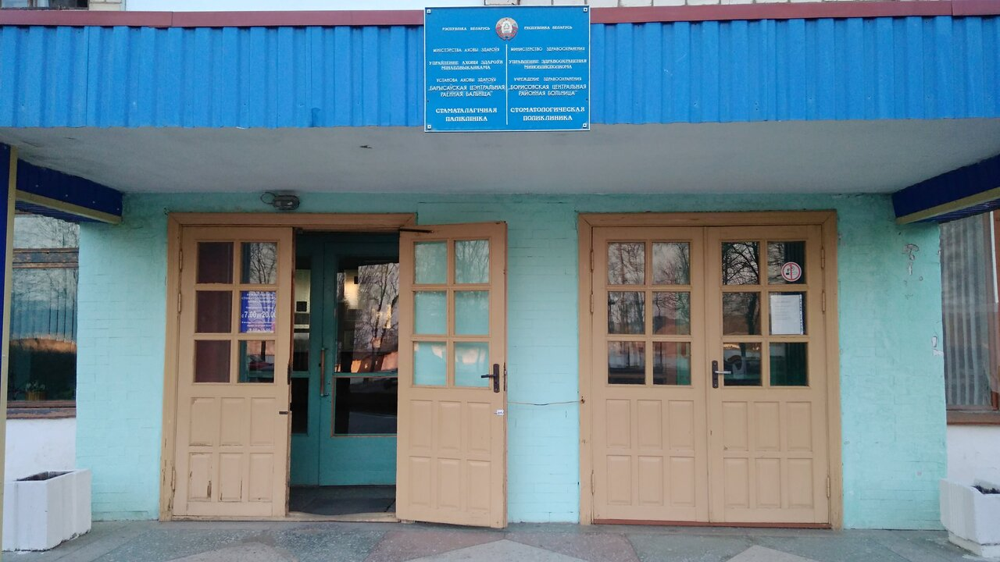 РЭСПУБЛІКА БЕЛАРУСЬ
МІНІСТЭРСТВА АХОВЫ ЗДАРОЎЯ
УПРАЎЛЕННЕ АХОВЫ ЗДАРОЎЯ
МІНАБЛВЫКАНКАМА
УСТАНОВА АХОВЫ ЗДАРОЎЯ
"БАРЫСАЎСКАЯ ЦЭНТРАЛЬНАЯ
РАЁННАЯ БАЛЬНІЦА"
СТАМАТАЛАГІЧНАЯ
ПАЛІКЛІНІКА
РЕСПУБЛИКА БЕЛАРУСЬ
МИНИСТЕРСТВО ЗДРАВООХРАНЕНИЯ
УПРАВЛЕНИЕ ЗДРАВООХРАНЕНИЯ
МИНОБЛИСПОЛКОМА
УЧРЕЖДЕНИЕ ЗДРАВООХРАНЕНИЯ
"БОРИСОВСКАЯ ЦЕНТРАЛЬНАЯ
РАЙОННАЯ БОЛЬНИЦА"
СТОМАТОЛОГИЧЕСКАЯ
ПОЛИКЛИНИКА
с 7.00 до 20.00